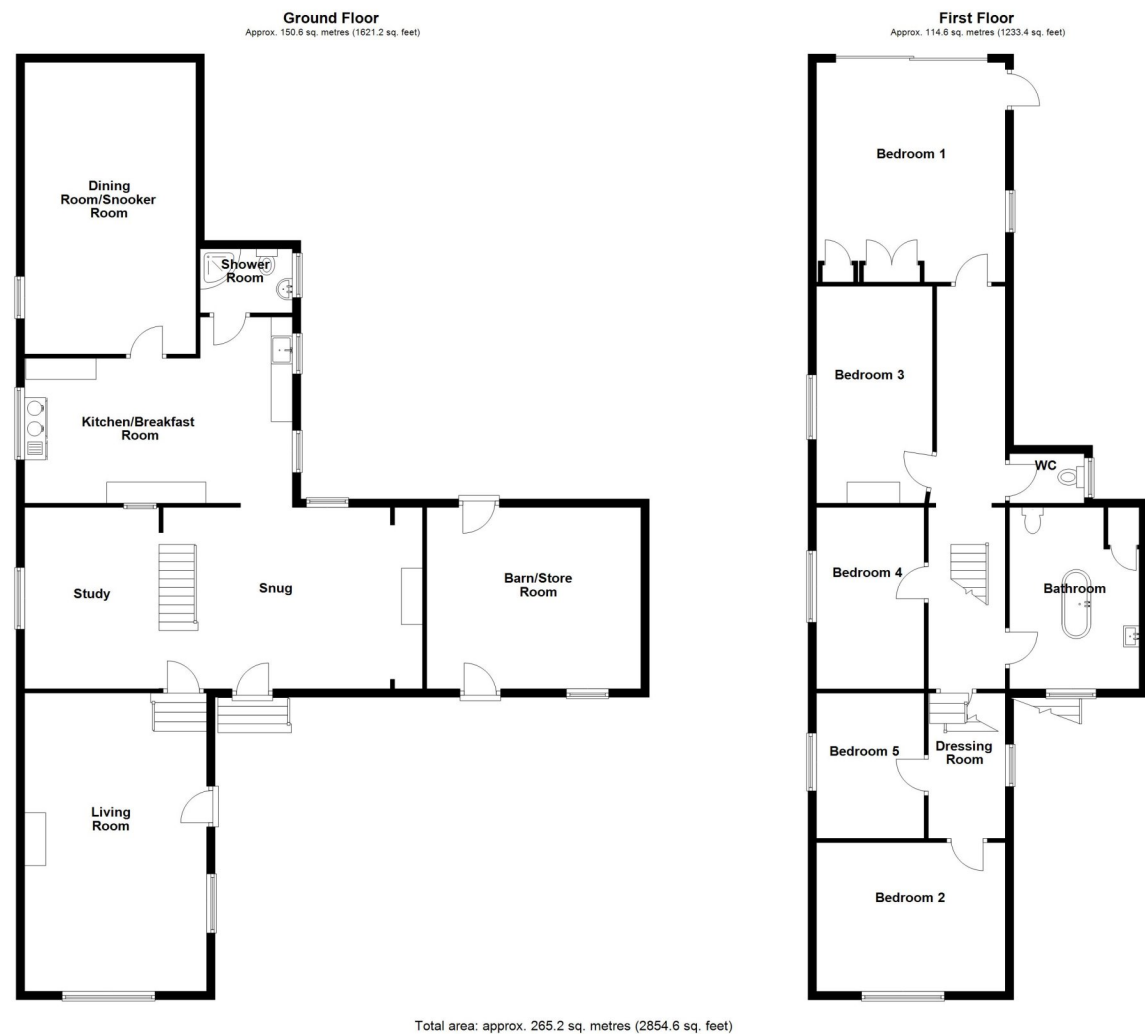 Ground Floor
Approx. 150.6 sq. metres (1621.2 sq. feet)
Dining
Room/Snooker
Room
Shower
Room
Kitchen/Breakfast
Room
Study
Snug
Barn/Store
Room
Living
Room
First Floor
Approx. 114.6 sq. metres (1233.4 sq. feet)
Bedroom 1
Bedroom 3
WC
Bedroom 4
Bathroom
Bedroom 5
Dressing
Room
Bedroom 2
Total area: approx. 265.2 sq. metres (2854.6 sq. feet)